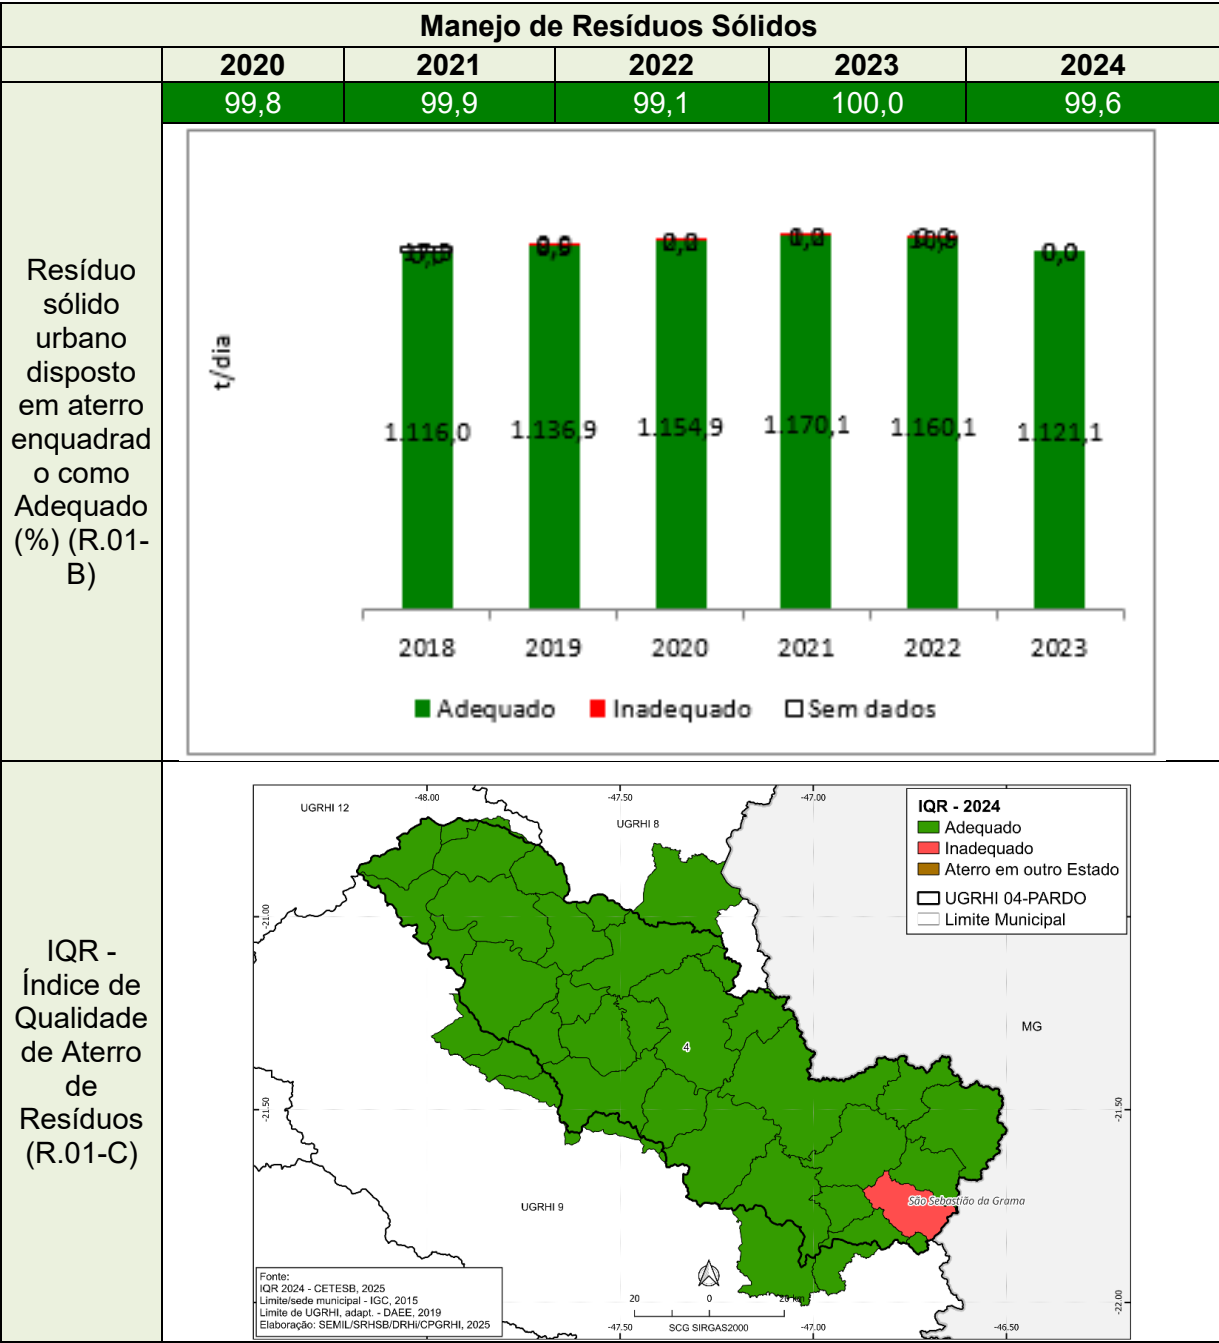 Manejo de Resíduos Sólidos
2020 2021 2022 2023 2024
99,8 99,9 99,1 100,0 99,6
Resíduo
sólido
urbano
disposto
em aterro
enquadrad
o como
Adequado
(%) (R.01-
B)
t/dia
0,0
1.116,0 1.136,9 1.154,9 1.170,1 1.160,1 1.121,1
2018 2019 2020 2021 2022 2023
Adequado Inadequado Sem dados
IQR -
Índice de
Qualidade
de Aterro
de
Resíduos
(R.01-C)
UGRHI 12
-48.00
-47.50
-47.00
UGRHI 8
IQR - 2024
Adequado
Inadequado
Aterro em outro Estado
UGRHI 04-PARDO
Limite Municipal
-21.00
MG
4
-21.50
-21.50
São Sebastião da Grama
UGRHI 9
Fonte:
IQR 2024 - CETESB, 2025
Limite/sede municipal - IGC, 2015
Limite de UGRHI, adapt. - DAEE, 2019
Elaboração: SEMIL/SRHSB/DRHi/CPGRHI, 2025
20 0 20 km
SCG SIRGAS2000
-22.00
-47.50
-47.00
-46.50